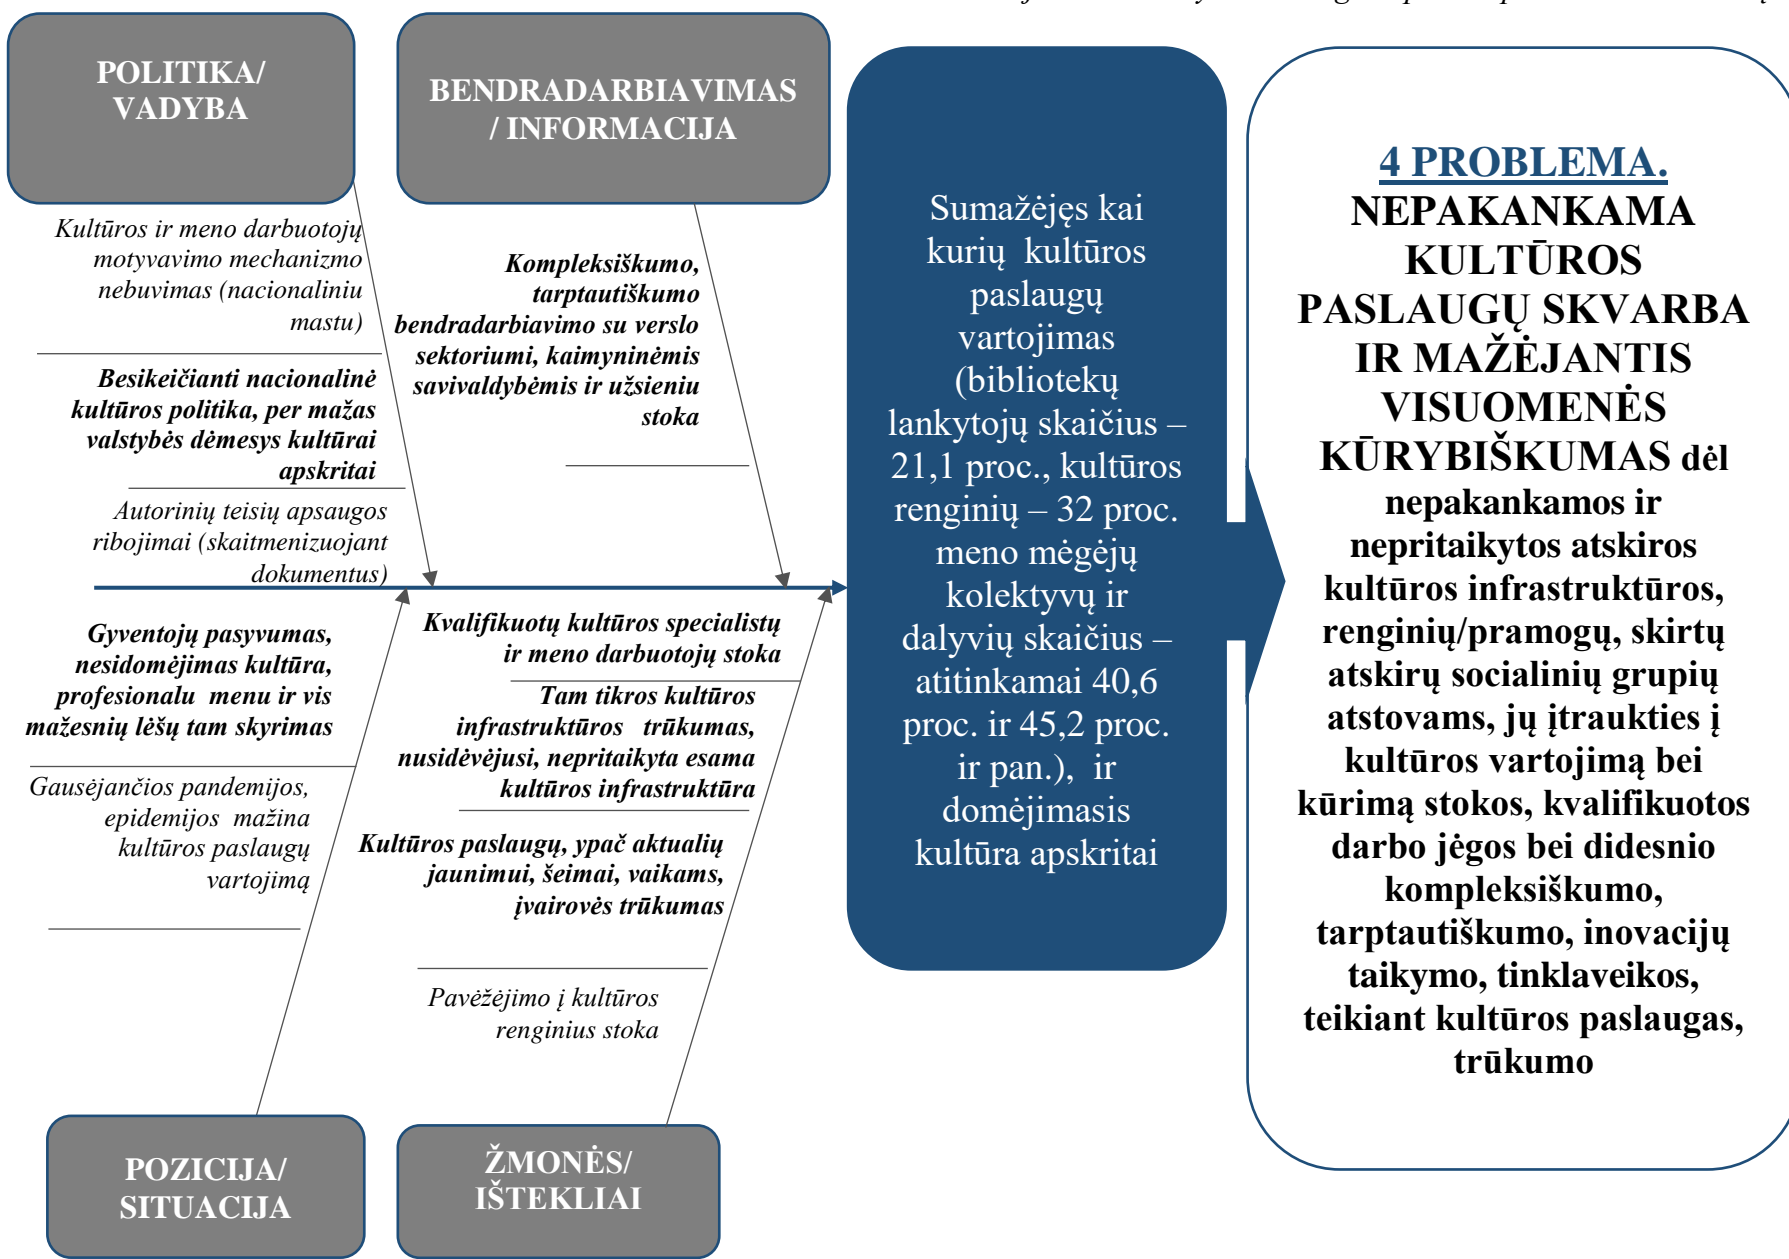 POLITIKA/
VADYBA
BENDRADARBIAVIMAS
/ INFORMACIJA
Kultūros ir meno darbuotojų
motyvavimo mechanizmo
nebuvimas (nacionaliniu
mastu)
Besikeičianti nacionalinė
kultūros politika, per mažas
valstybės dėmesys kultūrai
apskritai
Autorinių teisių apsaugos
ribojimai (skaitmenizuojant
dokumentus)
Kompleksiškumo,
tarptautiškumo
bendradarbiavimo su verslo
sektoriumi, kaimyninėmis
savivaldybėmis ir užsieniu
stoka
Gyventojų pasyvumas,
nesidomėjimas kultūra,
profesionalu menu ir vis
mažesnių lėšų tam skyrimas
Gausėjančios pandemijos,
epidemijos mažina
kultūros paslaugų
vartojimą
Kvalifikuotų kultūros specialistų
ir meno darbuotojų stoka
Tam tikros kultūros
infrastruktūros trūkumas,
nusidėvėjusi, nepritaikyta esama
kultūros infrastruktūra
Kultūros paslaugų, ypač aktualių
jaunimui, šeimai, vaikams,
įvairovės trūkumas
Pavėžėjimo į kultūros
renginius stoka
POZICIJA/
SITUACIJA
ŽMONĖS/
IŠTEKLIAI
Sumažėjęs kai
kurių kultūros
paslaugų
vartojimas
(bibliotekų
lankytojų skaičius –
21,1 proc., kultūros
renginių – 32 proc.
meno mėgėjų
kolektyvų ir
dalyvių skaičius –
atitinkamai 40,6
proc. ir 45,2 proc.
ir pan.), ir
domėjimasis
kultūra apskritai
4 PROBLEMA.
NEPAKANKAMA
KULTŪROS
PASLAUGŲ SKVARBA
IR MAŽĖJANTIS
VISUOMENĖS
KŪRYBIŠKUMAS dėl
nepakankamos ir
nepritaikytos atskiros
kultūros infrastruktūros,
renginių/pramogų, skirtų
atskirų socialinių grupių
atstovams, jų įtraukties į
kultūros vartojimą bei
kūrimą stokos, kvalifikuotos
darbo jėgos bei didesnio
kompleksiškumo,
tarptautiškumo, inovacijų
taikymo, tinklaveikos,
teikiant kultūros paslaugas,
trūkumo